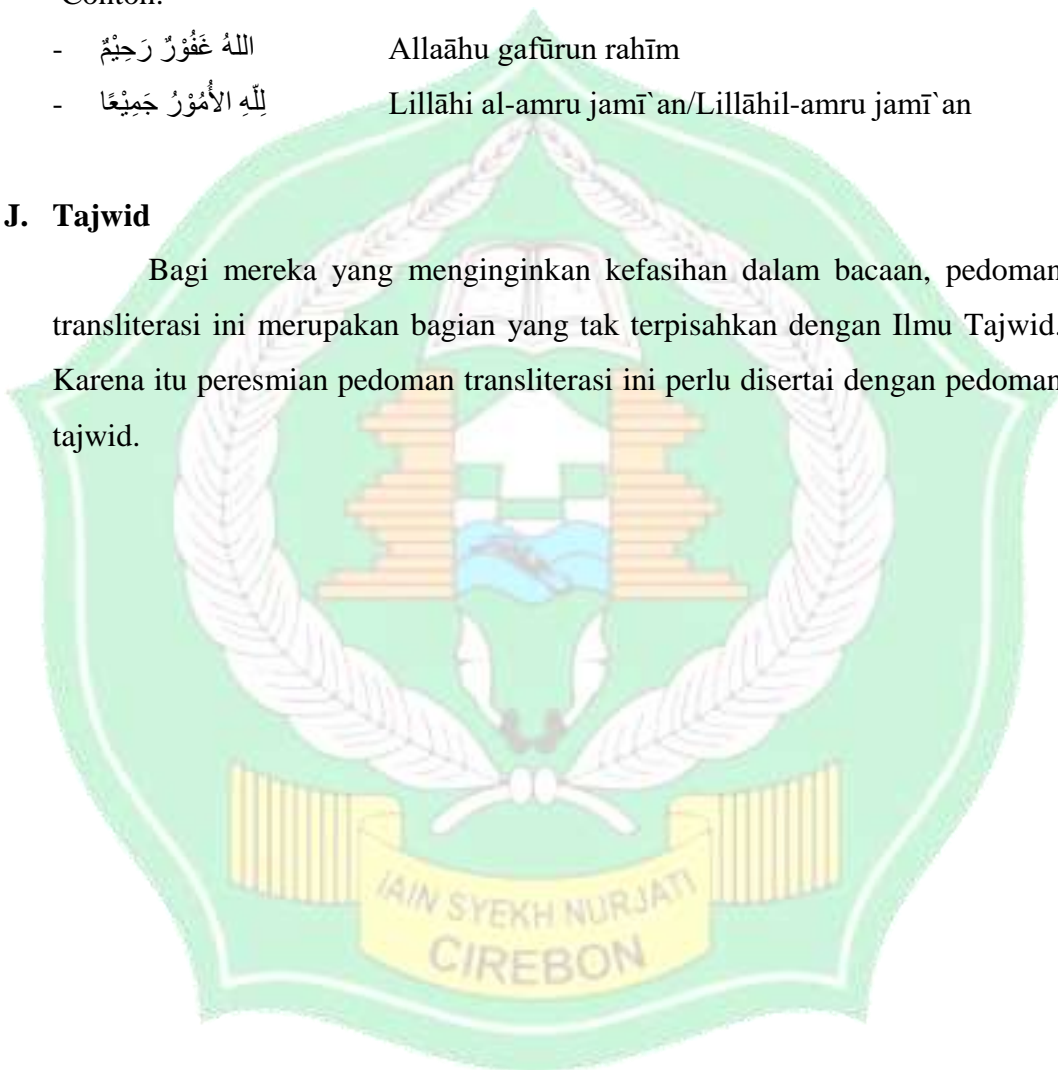 Contoh:
- اللهُ غَفُوْرٌ رَحِيْمٌ Allaāhu gafūrun rahīm
- لِلّهِ الأُمُوْرُ جَمِيْعًا Lillāhi al-amru jamī`an/Lillāhil-amru jamī`an
J. Tajwid
Bagi mereka yang menginginkan kefasihan dalam bacaan, pedoman
transliterasi ini merupakan bagian yang tak terpisahkan dengan Ilmu Tajwid.
Karena itu peresmian pedoman transliterasi ini perlu disertai dengan pedoman
tajwid.
IAIN SYEKH NURJATI
CIREBON